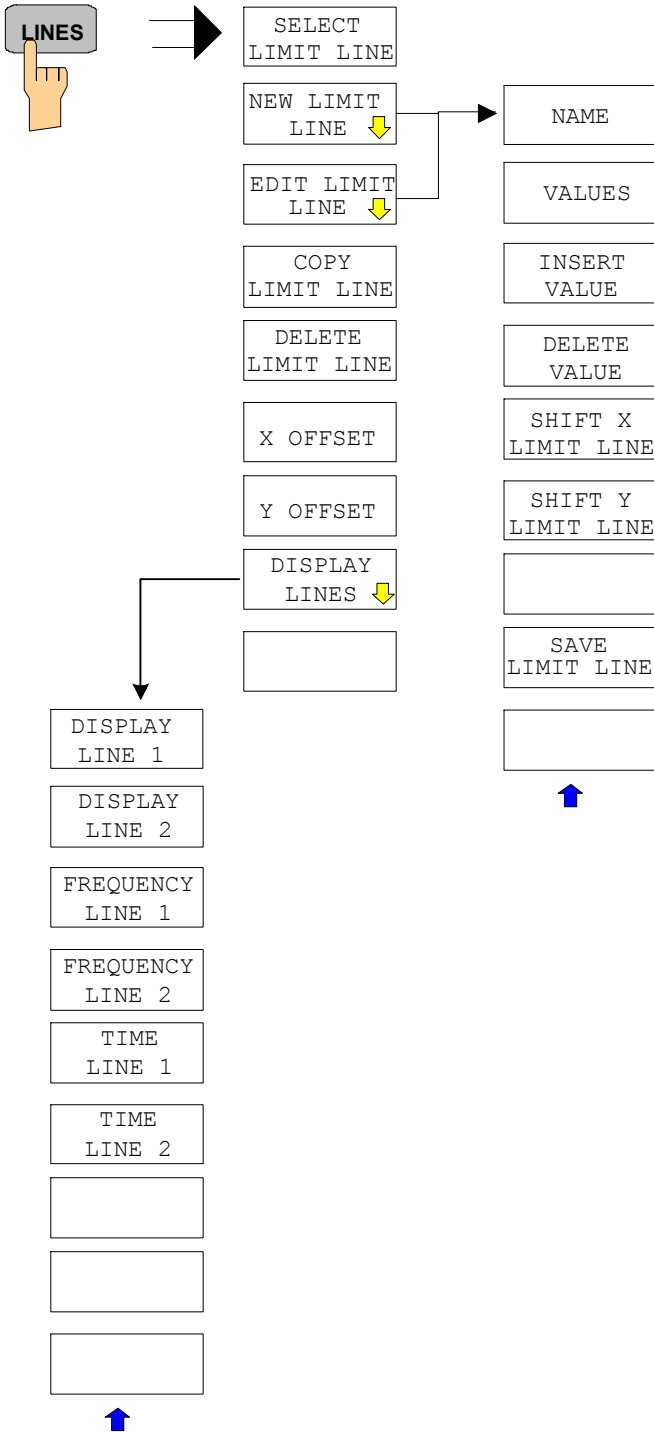 LINES
SELECT
LIMIT LINE
NEW LIMIT
LINE
EDIT LIMIT
LINE
COPY
LIMIT LINE
DELETE
LIMIT LINE
X OFFSET
Y OFFSET
DISPLAY
LINES
NAME
VALUES
INSERT
VALUE
DELETE
VALUE
SHIFT X
LIMIT LINE
SHIFT Y
LIMIT LINE
SAVE
LIMIT LINE
DISPLAY
LINE 1
DISPLAY
LINE 2
FREQUENCY
LINE 1
FREQUENCY
LINE 2
TIME
LINE 1
TIME
LINE 2